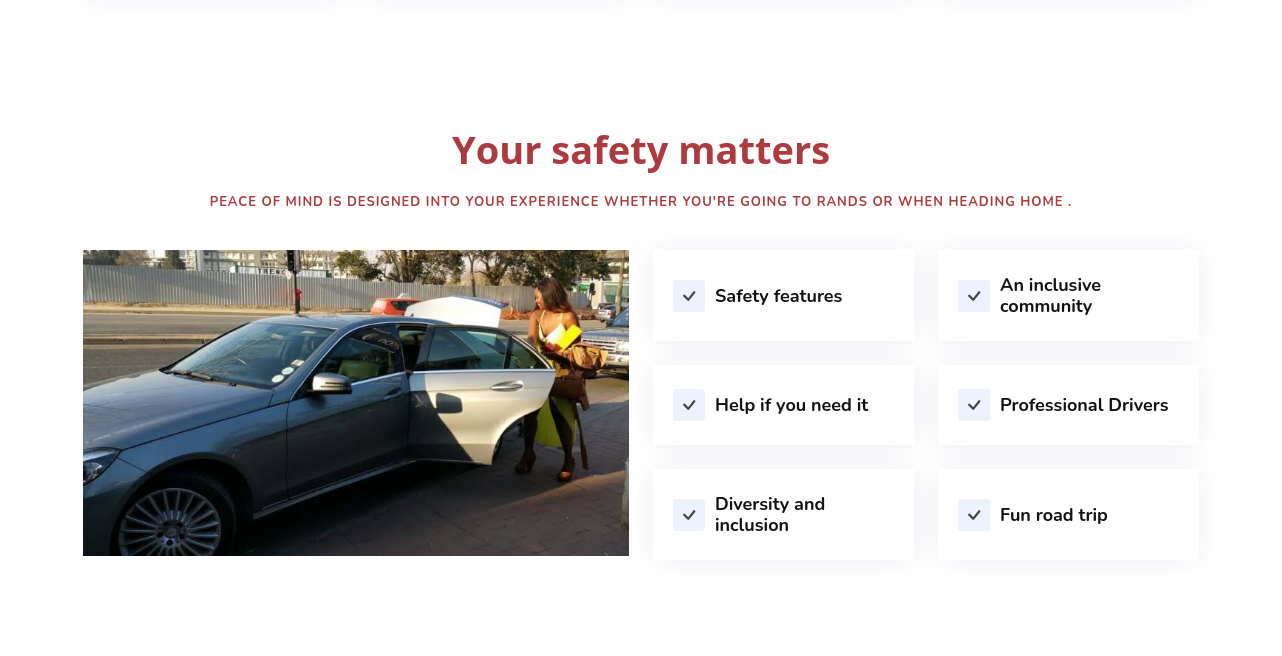 Your safety matters
PEACE OF MIND IS DESIGNED INTO YOUR EXPERIENCE WHETHER YOU'RE GOING TO RANDS OR WHEN HEADING HOME .
Safety features
An inclusive
community
Help if you need it
Professional Drivers
Diversity and
inclusion
Fun road trip